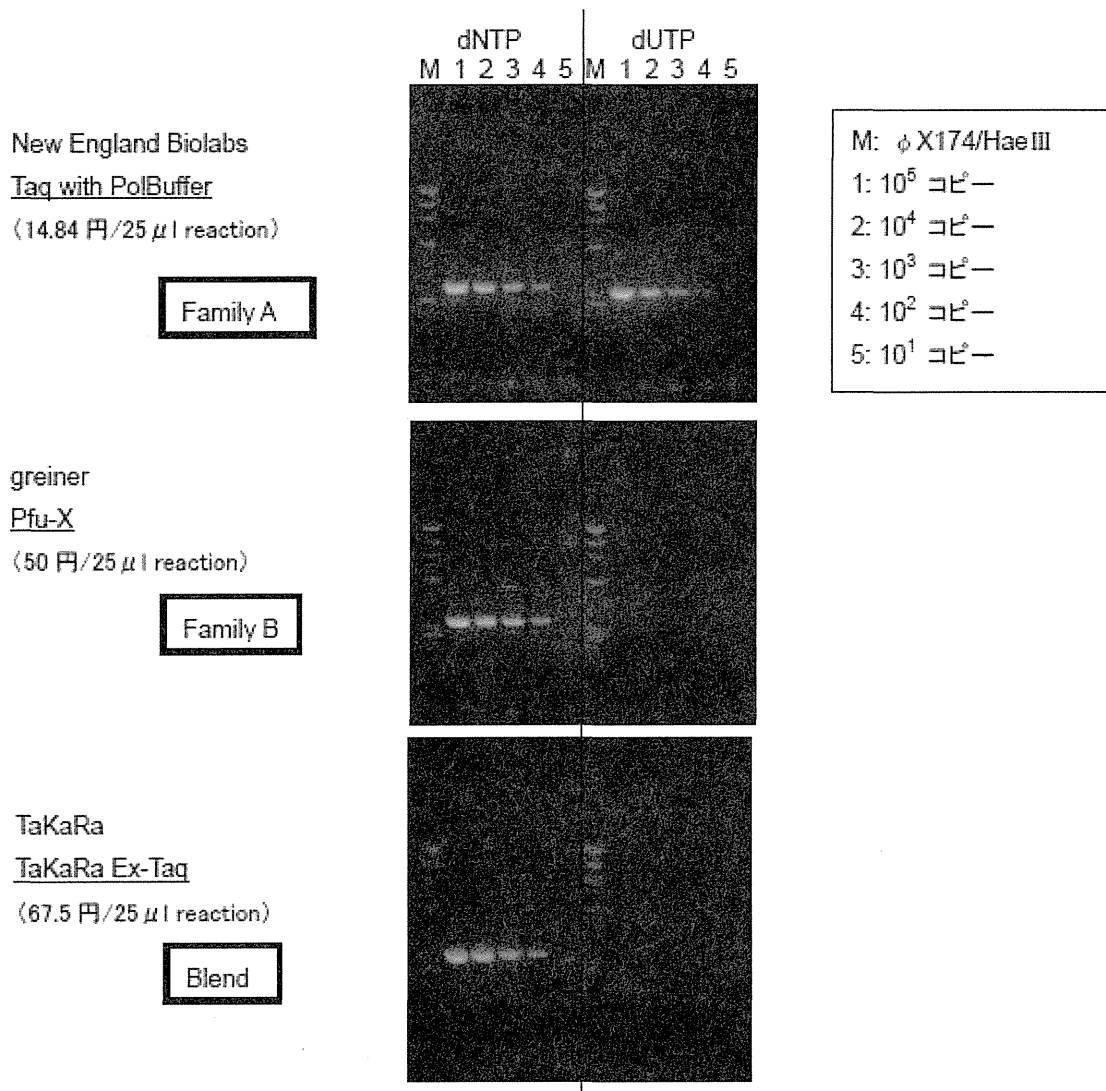 dNTP dUTP
M 1 2 3 4 5 M 1 2 3 4 5
New England Biolabs
Taq with PolBuffer
(14.84 円/25 μl reaction)
Family A
M: φX174/HaeⅢ
1: 10⁵ コピー
2: 10⁴ コピー
3: 10³ コピー
4: 10² コピー
5: 10¹ コピー
greiner
Pfu-X
(50 円/25 μl reaction)
Family B
TaKaRa
TaKaRa Ex-Taq
(67.5 円/25 μl reaction)
Blend